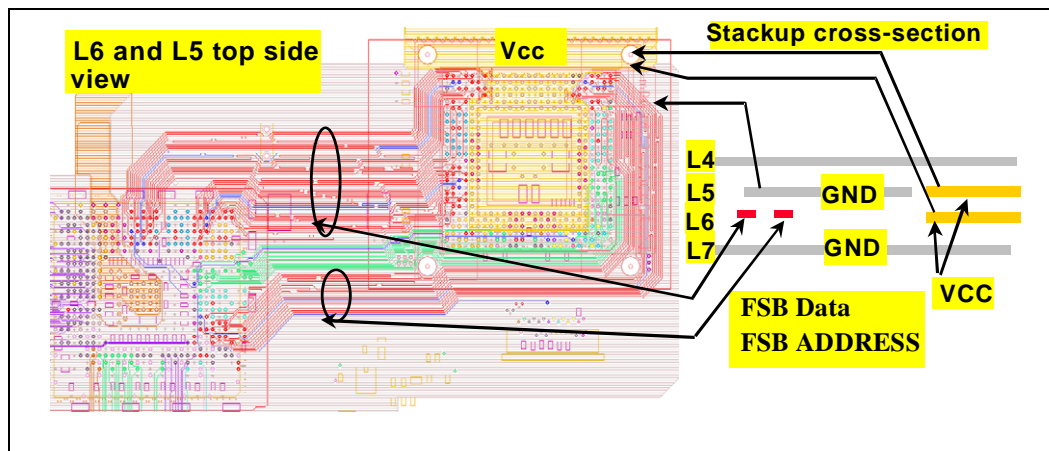 L6 and L5 top side
view
Vcc
Stackup cross-section
L4
L5
GND
L6
L7
GND
VCC
FSB Data
FSB ADDRESS